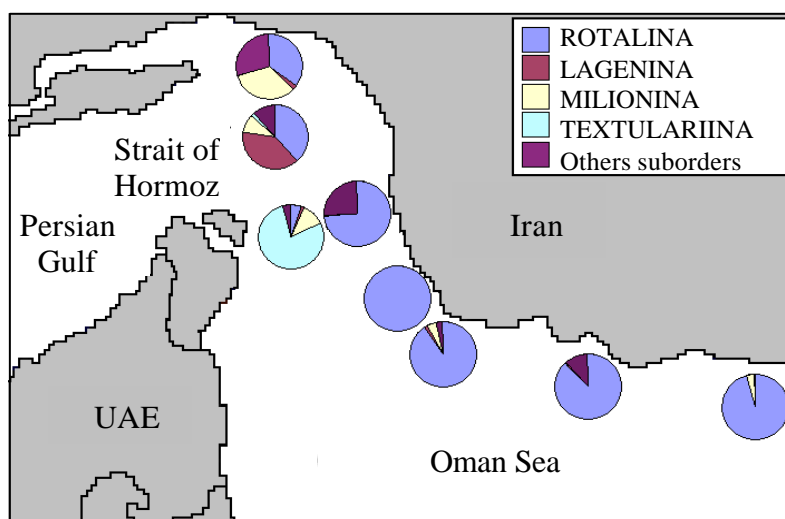 ROTALINA
LAGENINA
MILIONINA
TEXTULARIINA
Others suborders
Strait of
Hormoz
Persian
Gulf
Iran
UAE
Oman Sea